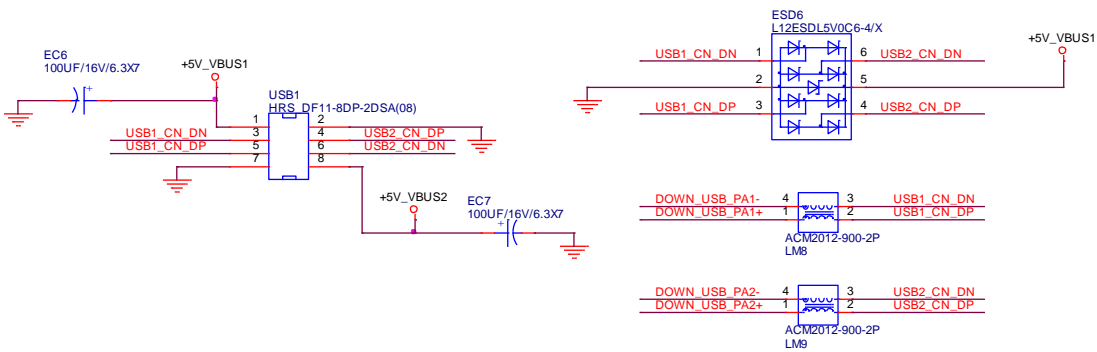 EC6
100UF/16V/6.3X7
+
+5V_VBUS1
USB1
HRS_DF11-8DP-2DSA(08)
1 2
USB1_CN_DN 3 4 USB2_CN_DP
USB1_CN_DP 5 6 USB2_CN_DN
7 8
+5V_VBUS2
EC7
100UF/16V/6.3X7
+
ESD6
L12ESDL5V0C6-4/X
+5V_VBUS1
USB1_CN_DN 1 6 USB2_CN_DN
2 5
USB1_CN_DP 3 4 USB2_CN_DP
DOWN_USB_PA1- 4 3 USB1_CN_DN
DOWN_USB_PA1+ 1 2 USB1_CN_DP
ACM2012-900-2P
LM8
DOWN_USB_PA2- 4 3 USB2_CN_DN
DOWN_USB_PA2+ 1 2 USB2_CN_DP
ACM2012-900-2P
LM9